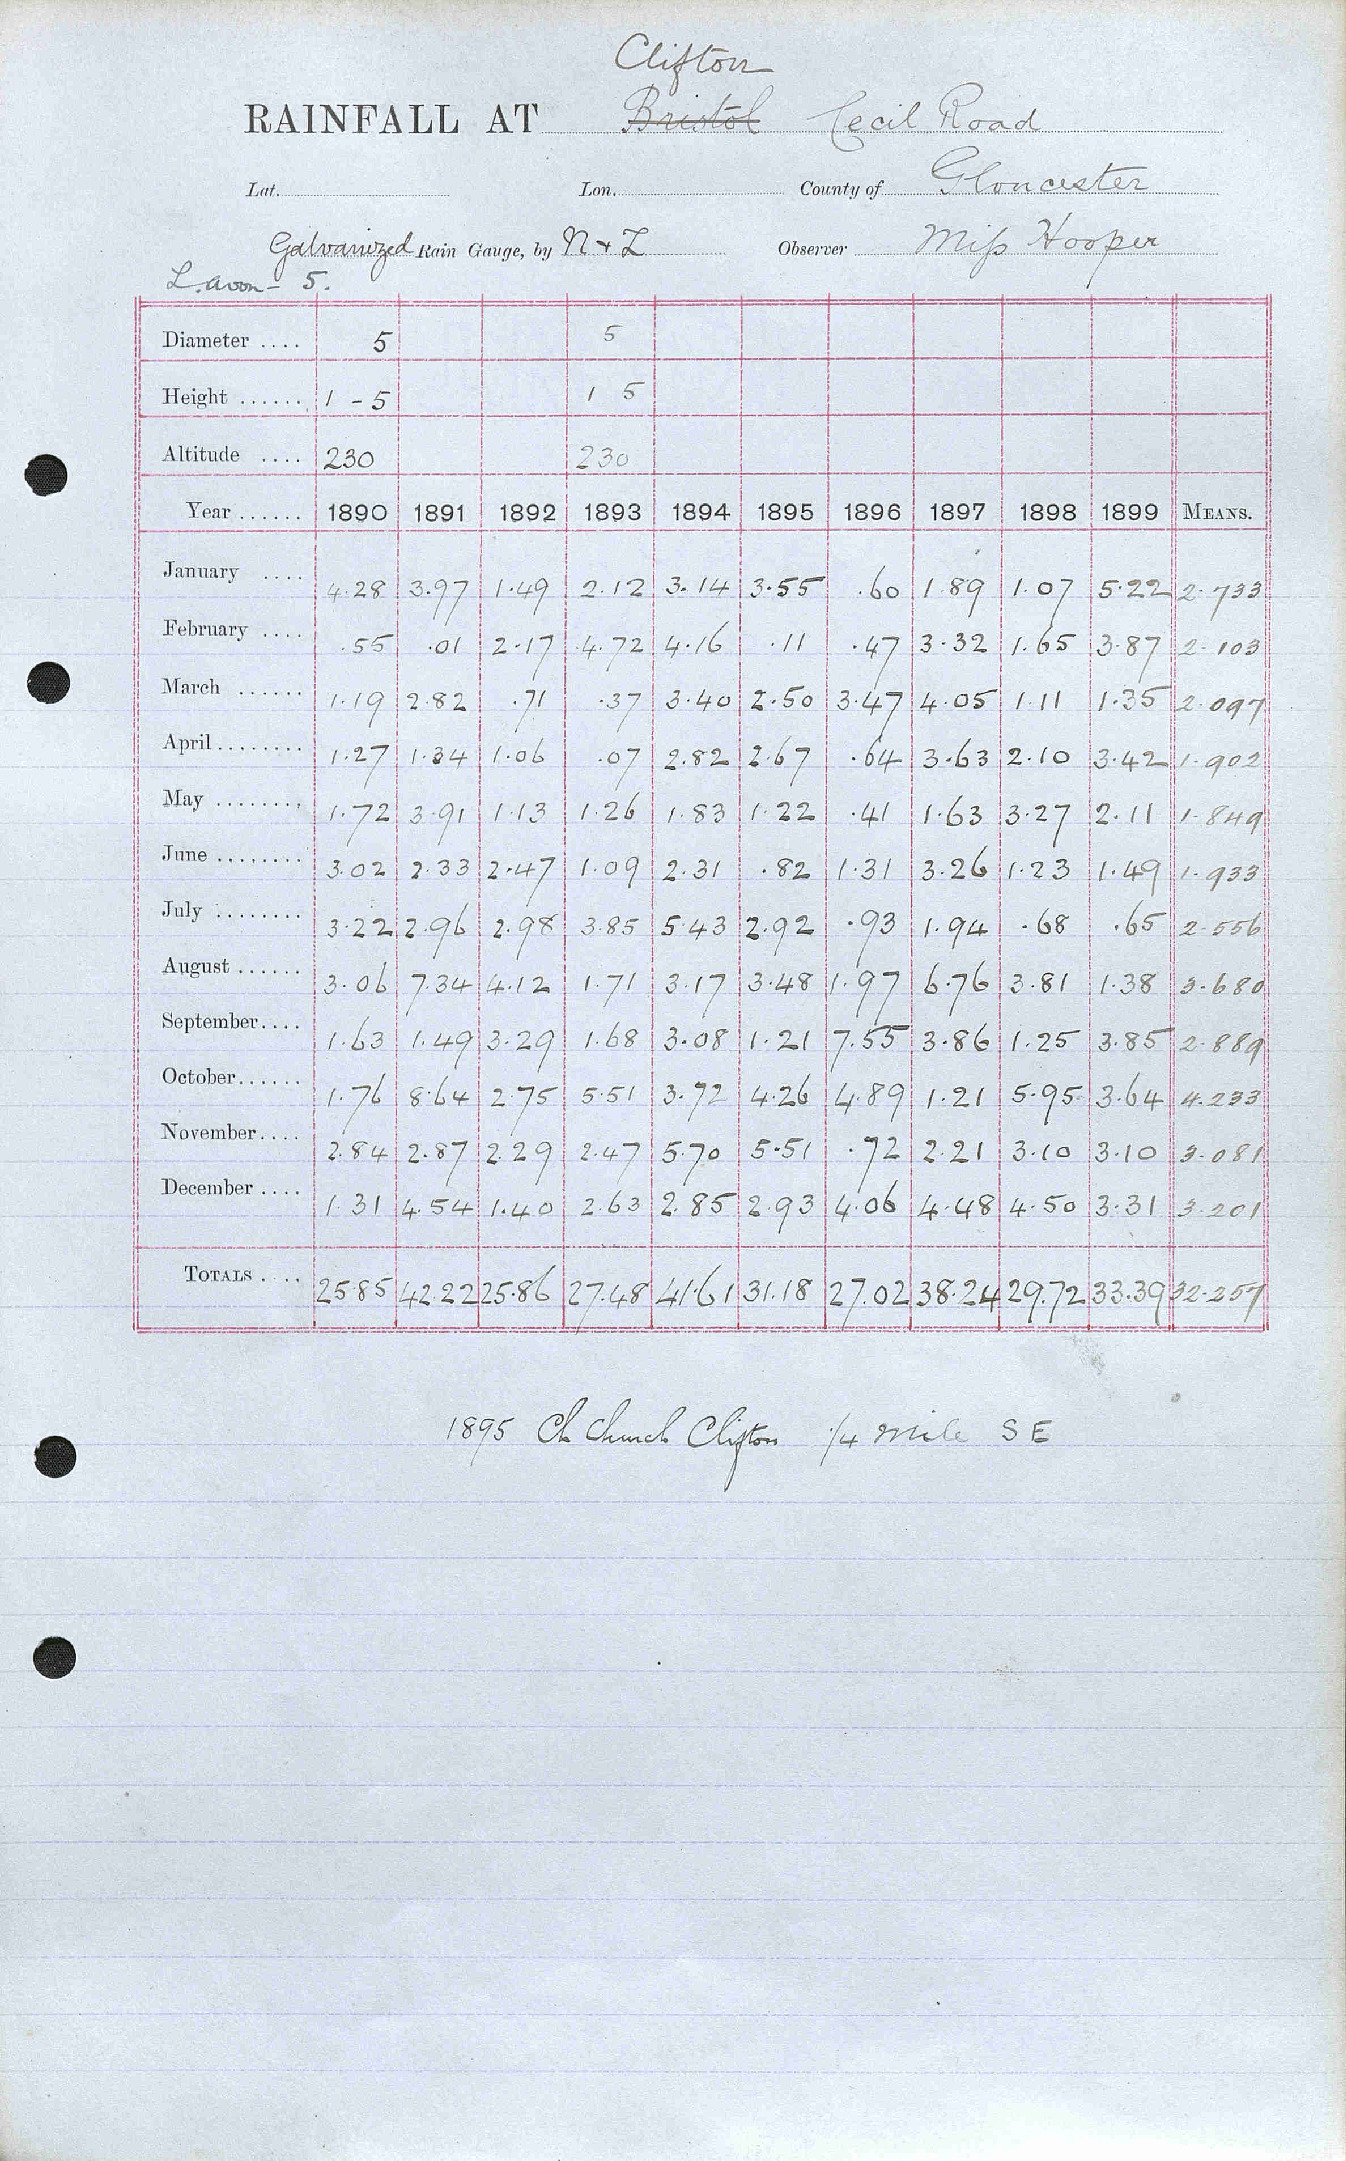 Clifton
RAINFALL AT Bristol Cecil Road
Lat. Lon. County of Gloucester
Galvanized Rain Gauge, by N + Z Observer Miss Hooper
L. avon - 5.
Diameter .... 5 5
Height ...... 1 - 5 1 5
Altitude .... 230 230
Year ...... 1890 1891 1892 1893 1894 1895 1896 1897 1898 1899 MEANS.
January .... 4.28 3.97 1.49 2.12 3.14 3.55 .60 1.89 1.07 5.22 2.733
February .... .55 .01 2.17 4.72 4.16 .11 .47 3.32 1.65 3.87 2.103
March ...... 1.19 2.82 .71 .37 3.40 2.50 3.47 4.05 1.11 1.35 2.097
April ........ 1.27 1.34 1.06 .07 2.82 2.67 .64 3.63 2.10 3.42 1.902
May ........ 1.72 3.91 1.13 1.26 1.83 1.22 .41 1.63 3.27 2.11 1.849
June ........ 3.02 2.33 2.47 1.09 2.31 .82 1.31 3.26 1.23 1.49 1.933
July ........ 3.22 2.96 2.98 3.85 5.43 2.92 .93 1.94 .68 .65 2.556
August ...... 3.06 7.34 4.12 1.71 3.17 3.48 1.97 6.76 3.81 1.38 3.680
September .... 1.63 1.49 3.29 1.68 3.08 1.21 7.55 3.86 1.25 3.85 2.889
October ...... 1.76 8.64 2.75 5.51 3.72 4.26 4.89 1.21 5.95 3.64 4.233
November .... 2.84 2.87 2.29 2.47 5.70 5.51 .72 2.21 3.10 3.10 3.081
December .... 1.31 4.54 1.40 2.63 2.85 2.93 4.06 4.48 4.50 3.31 3.201
TOTALS .... 25.85 42.22 25.86 27.48 41.61 31.18 27.02 38.24 29.72 33.39 32.257
1895 Ch Church Clifton 1/4 mile SE